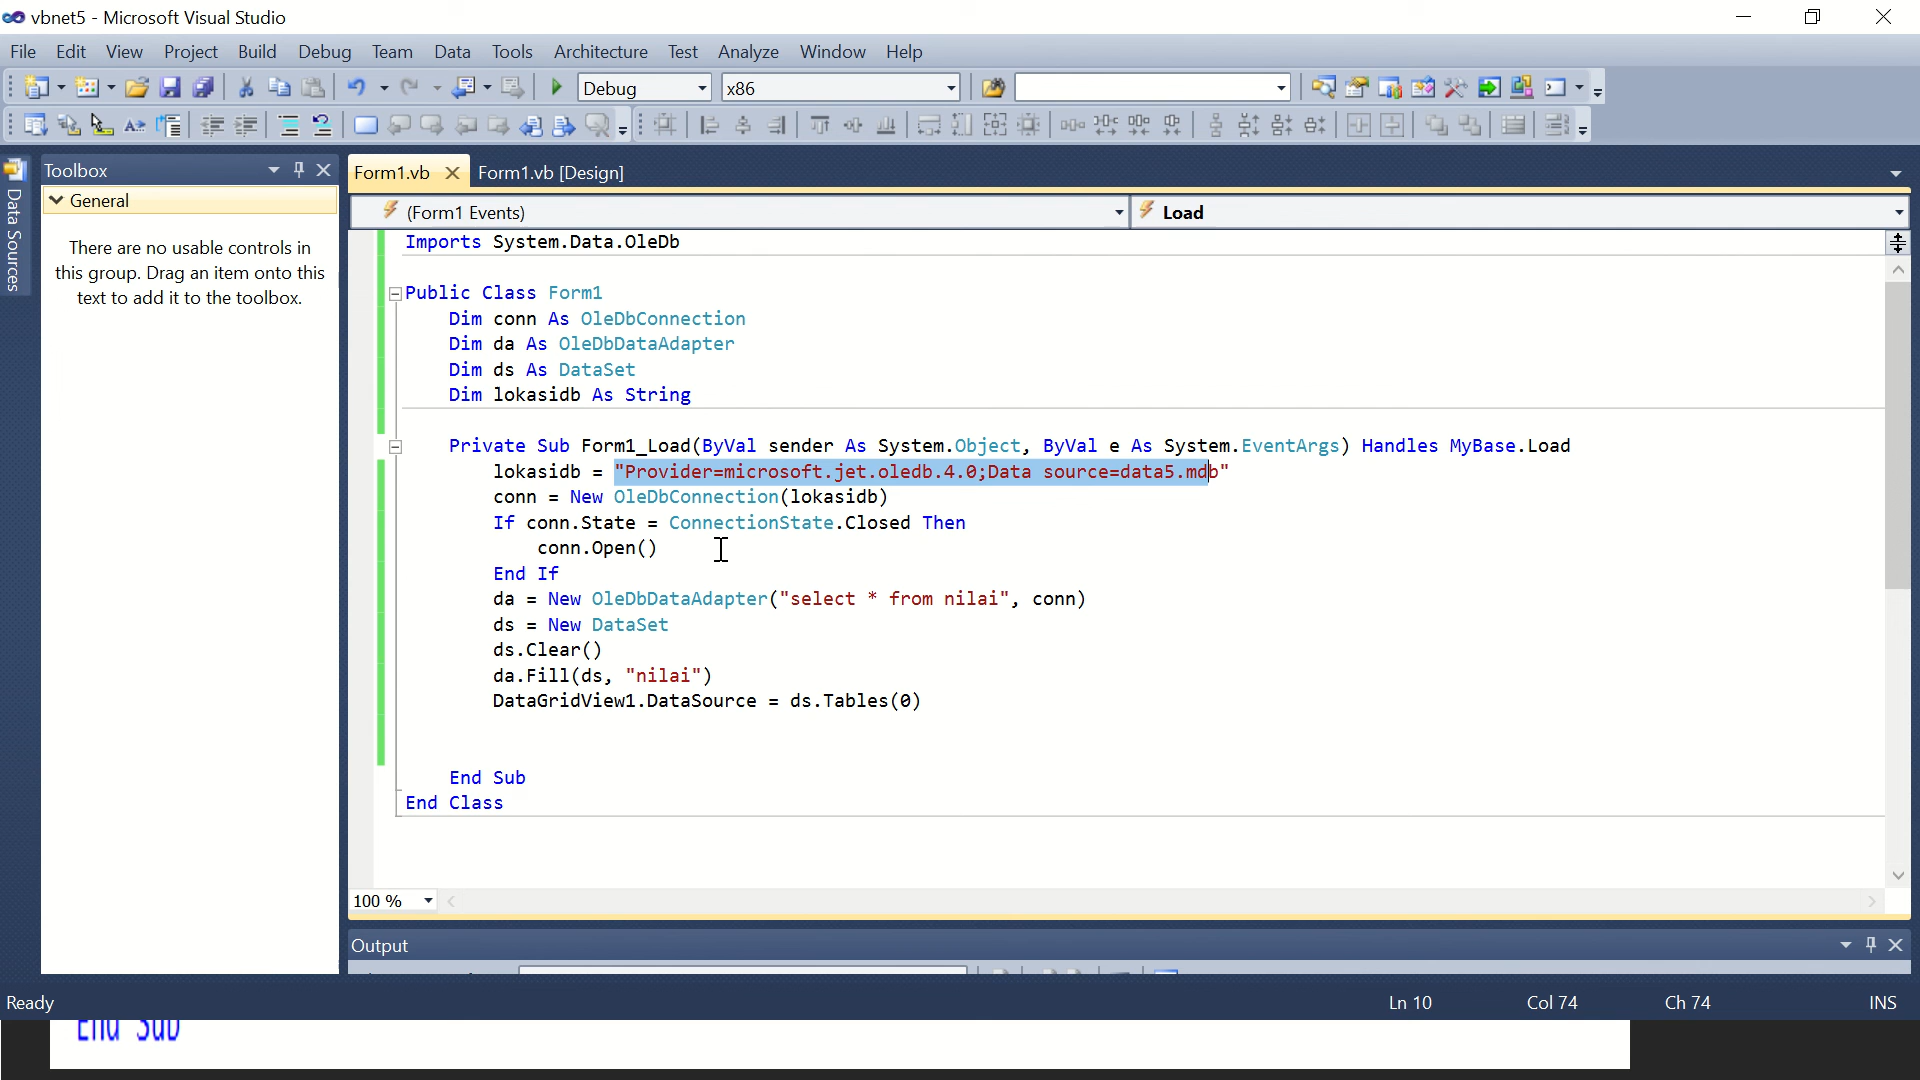 vbnet5 - Microsoft Visual Studio
File Edit View Project Build Debug Team Data Tools Architecture Test Analyze Window Help
Debug x86
Data Sources
Toolbox
General
There are no usable controls in
this group. Drag an item onto this
text to add it to the toolbox.
Form1.vb Form1.vb [Design]
(Form1 Events) Load
Imports System.Data.OleDb
Public Class Form1
Dim conn As OleDbConnection
Dim da As OleDbDataAdapter
Dim ds As DataSet
Dim lokasidb As String
Private Sub Form1_Load(ByVal sender As System.Object, ByVal e As System.EventArgs) Handles MyBase.Load
lokasidb = "Provider=microsoft.jet.oledb.4.0;Data source=data5.mdb"
conn = New OleDbConnection(lokasidb)
If conn.State = ConnectionState.Closed Then
conn.Open()
End If
da = New OleDbDataAdapter("select * from nilai", conn)
ds = New DataSet
ds.Clear()
da.Fill(ds, "nilai")
DataGridView1.DataSource = ds.Tables(0)
End Sub
End Class
100 %
Output
Ready Ln 10 Col 74 Ch 74 INS
End Sub